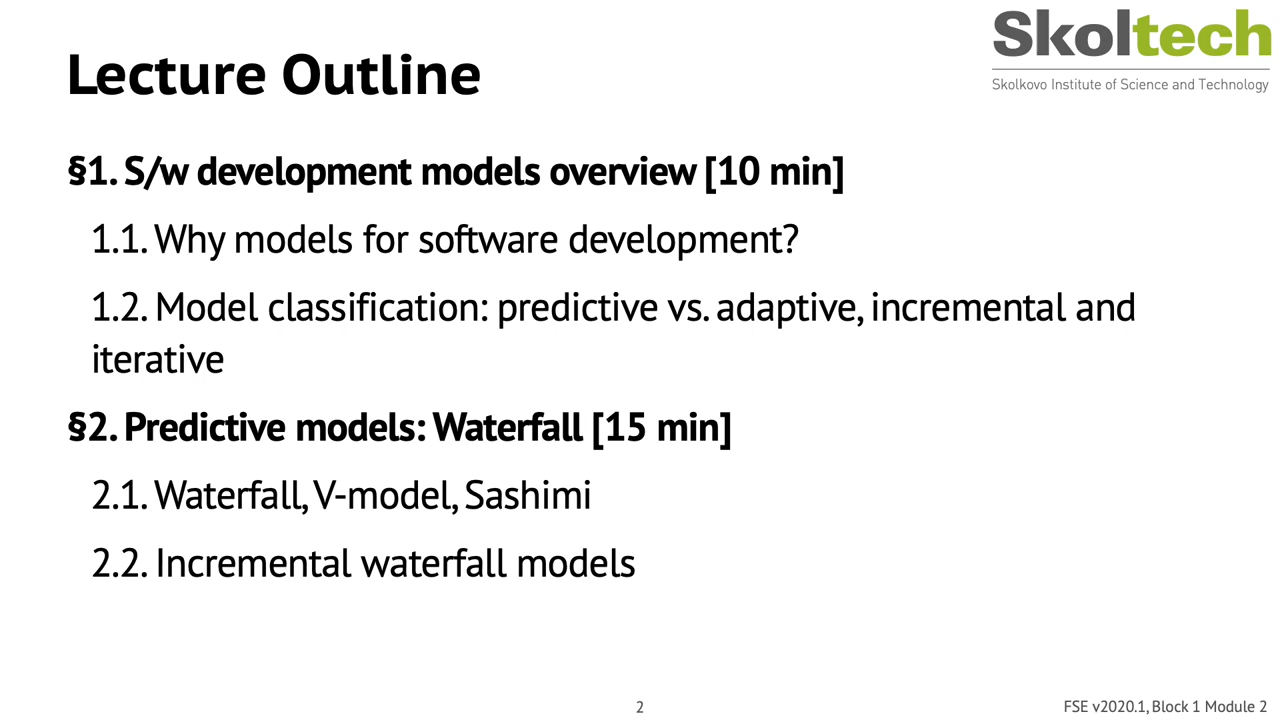 Skoltech
Skolkovo Institute of Science and Technology
Lecture Outline
§1. S/w development models overview [10 min]
1.1. Why models for software development?
1.2. Model classification: predictive vs. adaptive, incremental and
iterative
§2. Predictive models: Waterfall [15 min]
2.1. Waterfall, V-model, Sashimi
2.2. Incremental waterfall models
2
FSE v2020.1, Block 1 Module 2